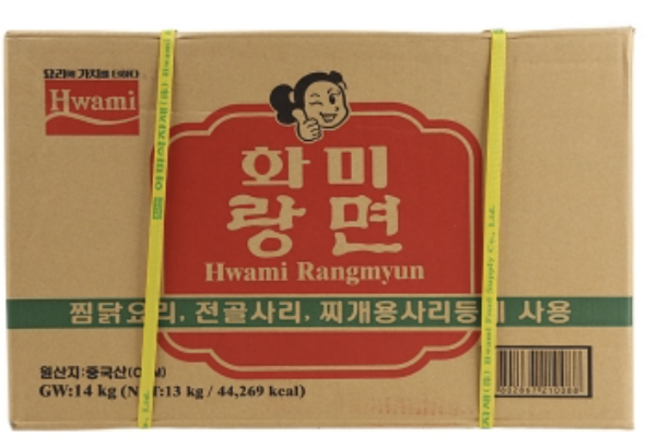 요리에 가치를 더하다
Hwami
화미
랑면
Hwami Rangmyun
찜닭요리, 전골사리, 찌개용사리등에 사용
원산지:중국산(
GW:14 kg (NET:13 kg / 44,269 kcal)